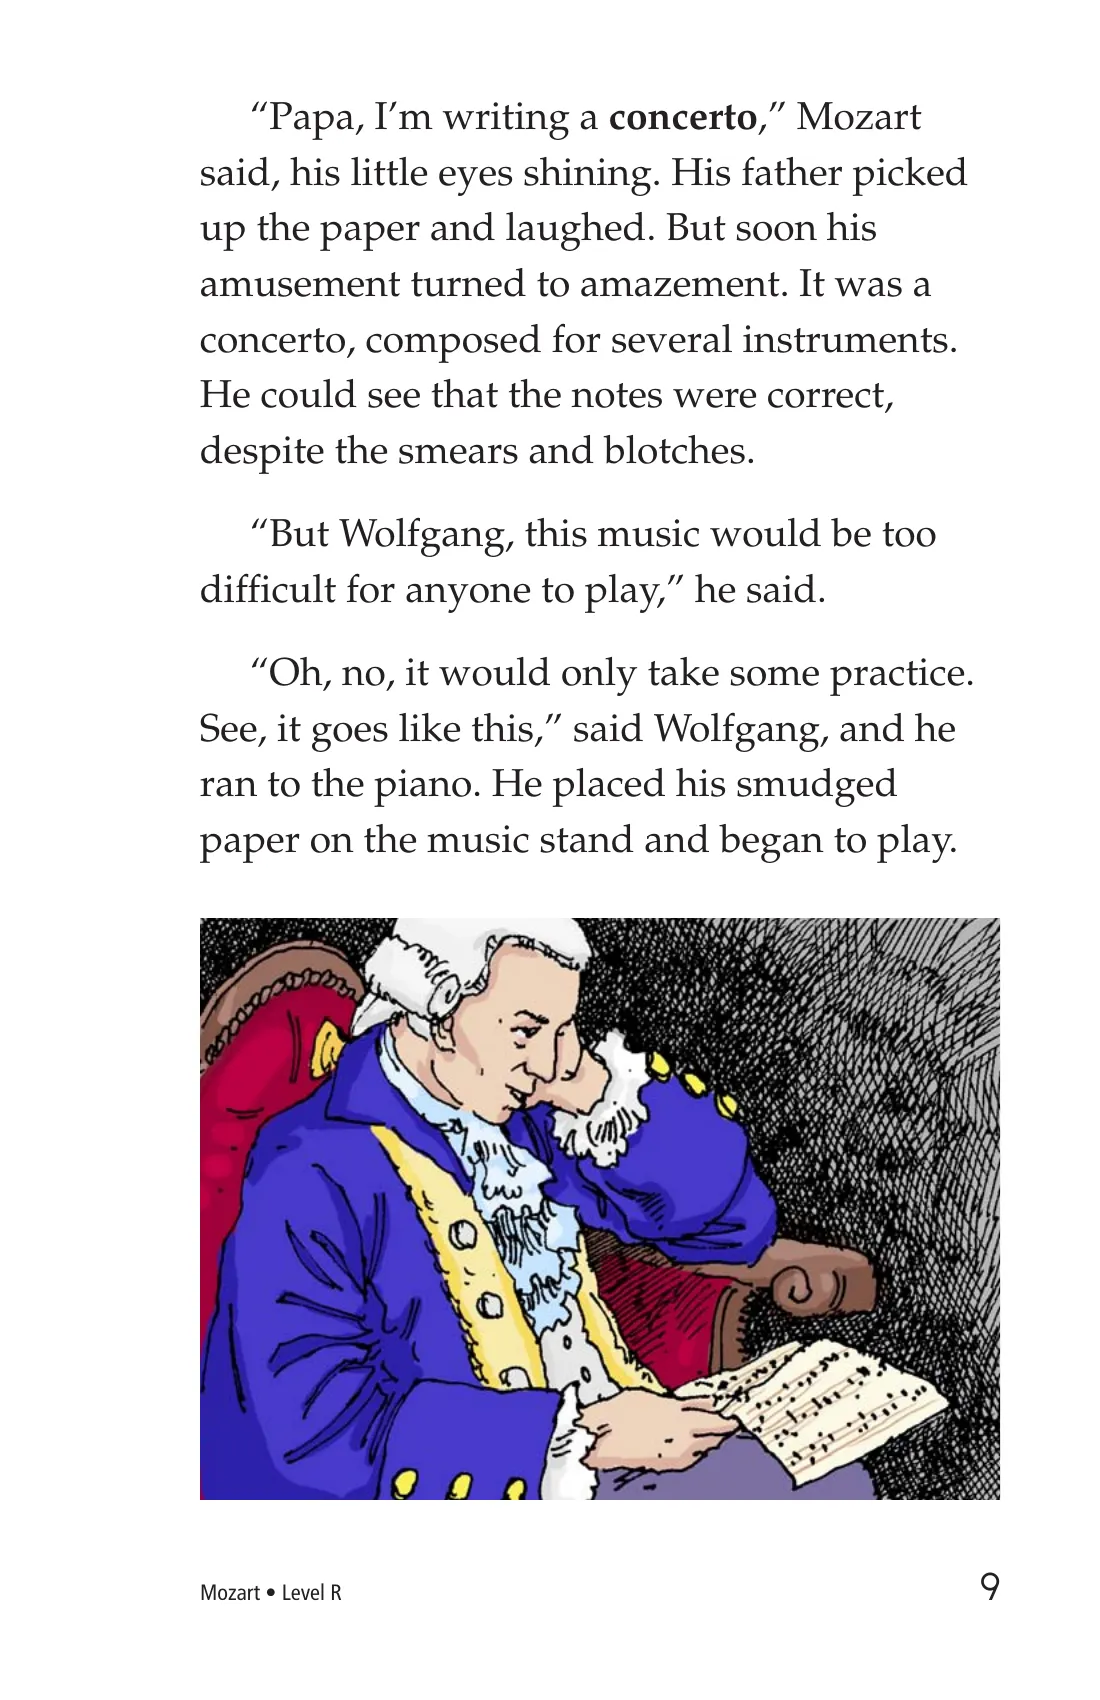 “Papa, I’m writing a concerto,” Mozart
said, his little eyes shining. His father picked
up the paper and laughed. But soon his
amusement turned to amazement. It was a
concerto, composed for several instruments.
He could see that the notes were correct,
despite the smears and blotches.
“But Wolfgang, this music would be too
difficult for anyone to play,” he said.
“Oh, no, it would only take some practice.
See, it goes like this,” said Wolfgang, and he
ran to the piano. He placed his smudged
paper on the music stand and began to play.
Mozart • Level R
9